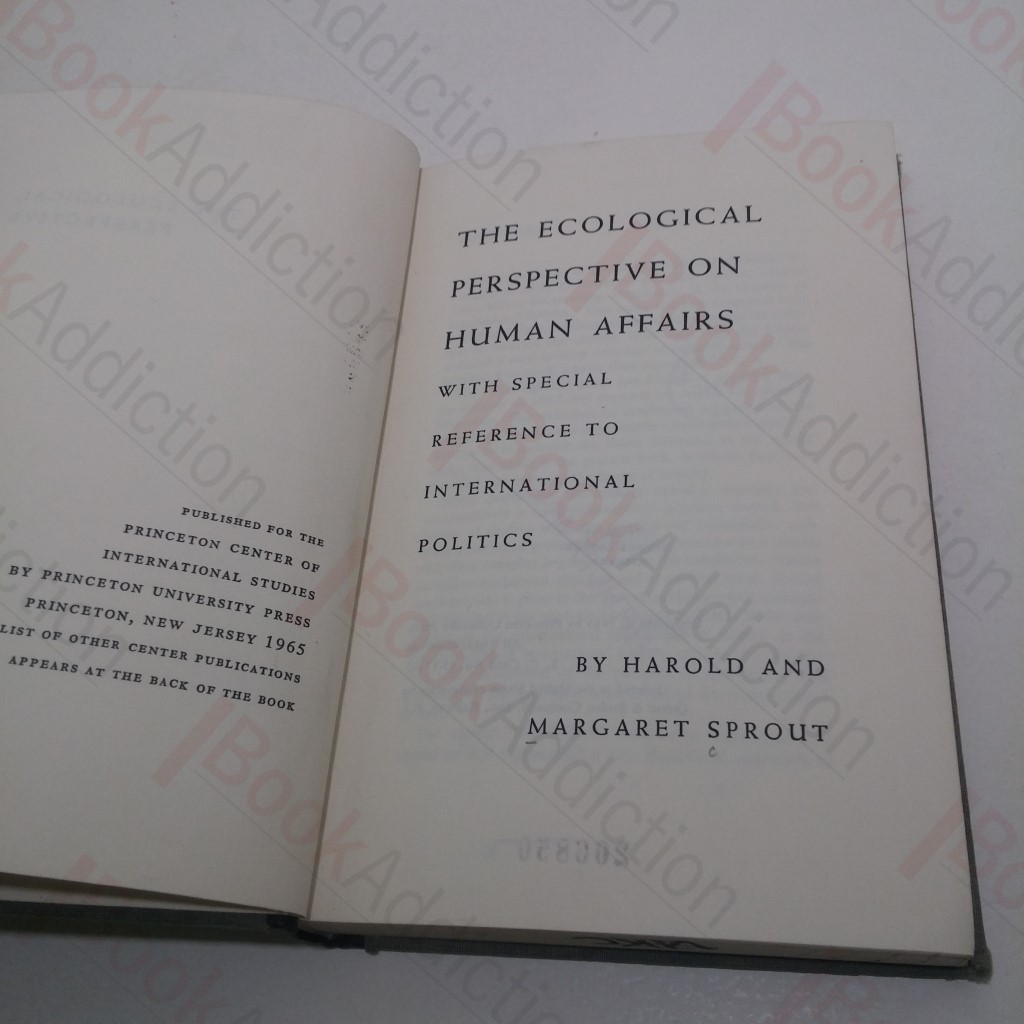 PUBLISHED FOR THE
PRINCETON CENTER OF
INTERNATIONAL STUDIES
BY PRINCETON UNIVERSITY PRESS
PRINCETON, NEW JERSEY 1965
LIST OF OTHER CENTER PUBLICATIONS
APPEARS AT THE BACK OF THE BOOK
THE ECOLOGICAL
PERSPECTIVE ON
HUMAN AFFAIRS
WITH SPECIAL
REFERENCE TO
INTERNATIONAL
POLITICS
BY HAROLD AND
MARGARET SPROUT
c
BookAddiction